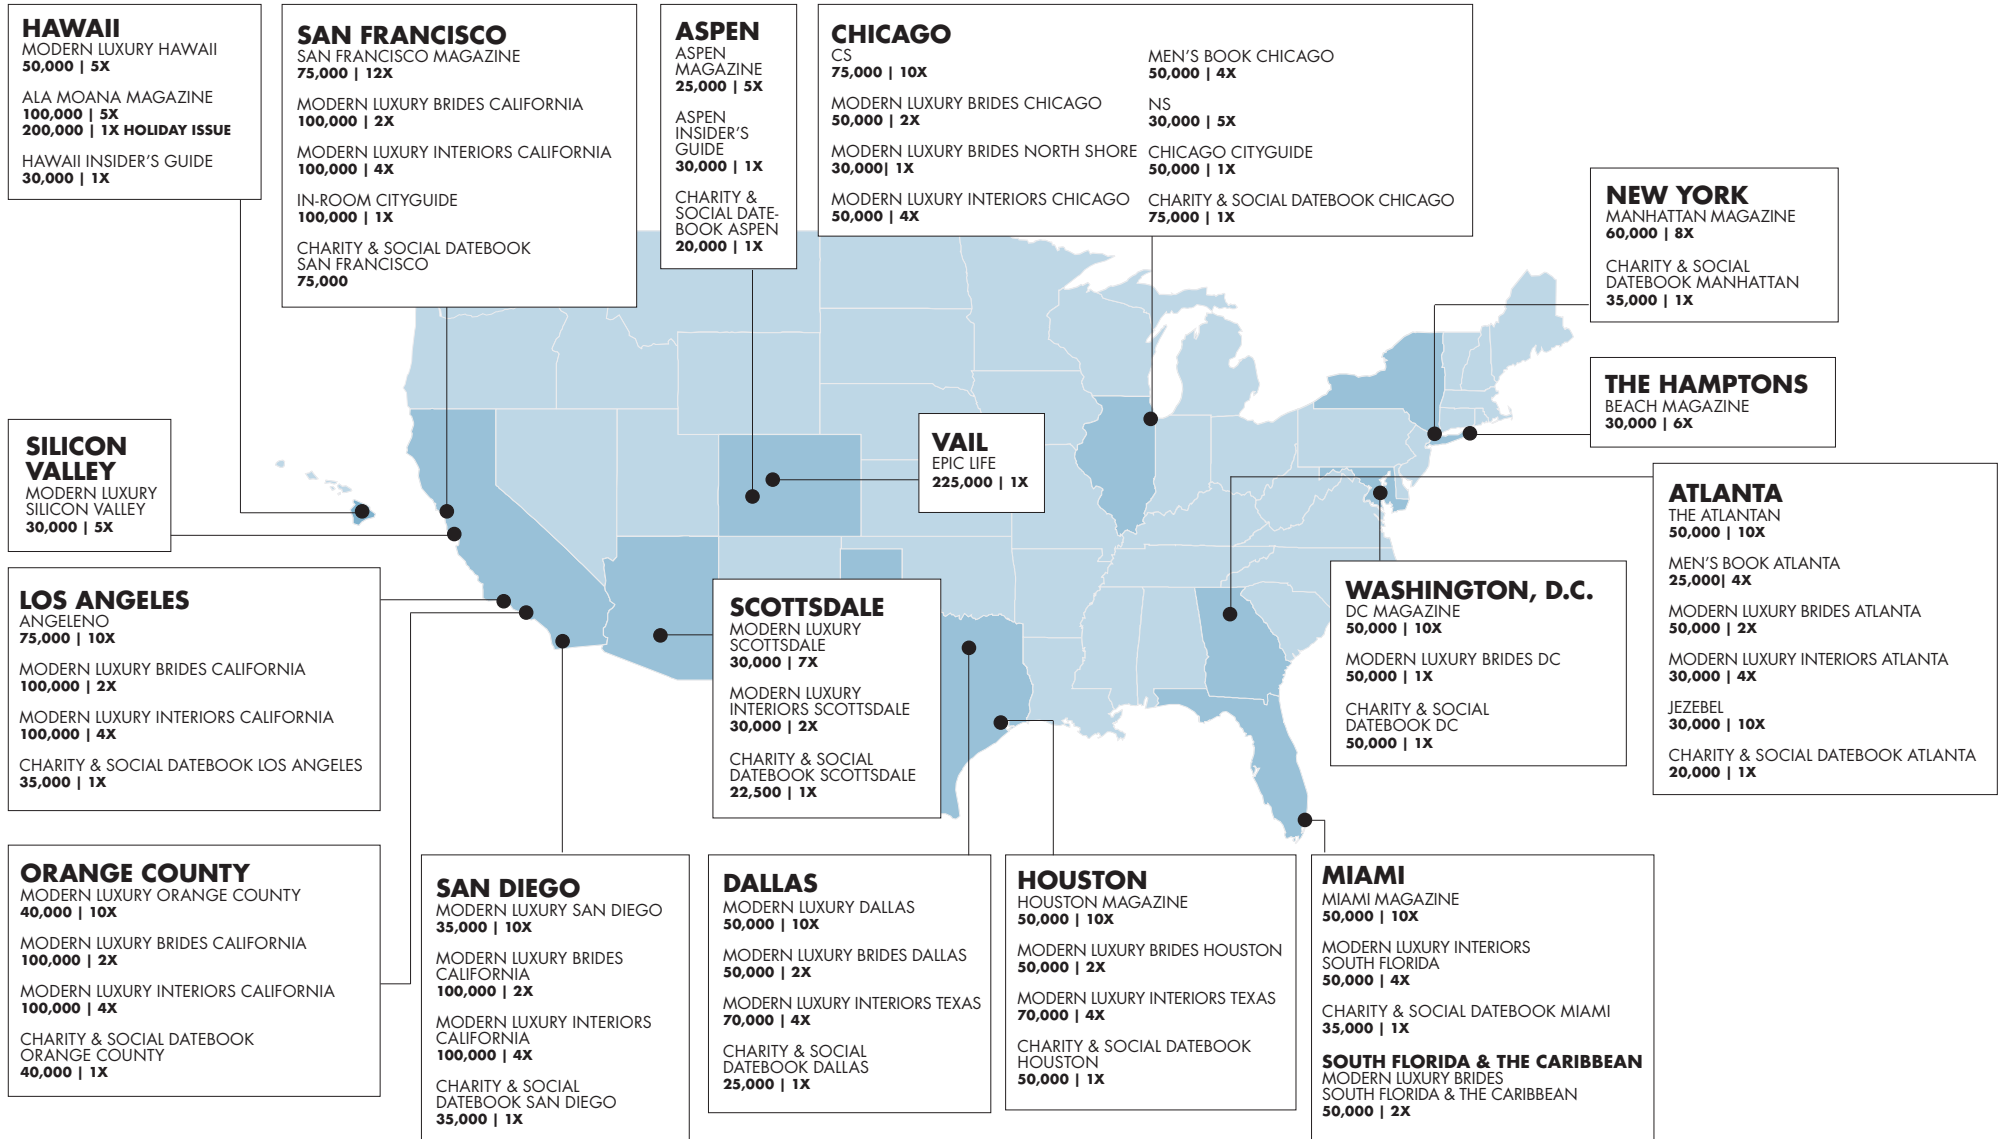 HAWAII
MODERN LUXURY HAWAII
50,000 | 5X
ALA MOANA MAGAZINE
100,000 | 5X
200,000 | 1X HOLIDAY ISSUE
HAWAII INSIDER'S GUIDE
30,000 | 1X
SAN FRANCISCO
SAN FRANCISCO MAGAZINE
75,000 | 12X
MODERN LUXURY BRIDES CALIFORNIA
100,000 | 2X
MODERN LUXURY INTERIORS CALIFORNIA
100,000 | 4X
IN-ROOM CITYGUIDE
100,000 | 1X
CHARITY & SOCIAL DATEBOOK
SAN FRANCISCO
75,000
ASPEN
ASPEN
MAGAZINE
25,000 | 5X
ASPEN
INSIDER'S
GUIDE
30,000 | 1X
CHARITY &
SOCIAL DATE-
BOOK ASPEN
20,000 | 1X
CHICAGO
CS
75,000 | 10X
MODERN LUXURY BRIDES CHICAGO
50,000 | 2X
MODERN LUXURY BRIDES NORTH SHORE
30,000| 1X
MODERN LUXURY INTERIORS CHICAGO
50,000 | 4X
MEN'S BOOK CHICAGO
50,000 | 4X
NS
30,000 | 5X
CHICAGO CITYGUIDE
50,000 | 1X
CHARITY & SOCIAL DATEBOOK CHICAGO
75,000 | 1X
NEW YORK
MANHATTAN MAGAZINE
60,000 | 8X
CHARITY & SOCIAL
DATEBOOK MANHATTAN
35,000 | 1X
THE HAMPTONS
BEACH MAGAZINE
30,000 | 6X
SILICON
VALLEY
MODERN LUXURY
SILICON VALLEY
30,000 | 5X
VAIL
EPIC LIFE
225,000 | 1X
ATLANTA
THE ATLANTAN
50,000 | 10X
MEN'S BOOK ATLANTA
25,000| 4X
MODERN LUXURY BRIDES ATLANTA
50,000 | 2X
MODERN LUXURY INTERIORS ATLANTA
30,000 | 4X
JEZEBEL
30,000 | 10X
CHARITY & SOCIAL DATEBOOK ATLANTA
20,000 | 1X
LOS ANGELES
ANGELENO
75,000 | 10X
MODERN LUXURY BRIDES CALIFORNIA
100,000 | 2X
MODERN LUXURY INTERIORS CALIFORNIA
100,000 | 4X
CHARITY & SOCIAL DATEBOOK LOS ANGELES
35,000 | 1X
SCOTTSDALE
MODERN LUXURY
SCOTTSDALE
30,000 | 7X
MODERN LUXURY
INTERIORS SCOTTSDALE
30,000 | 2X
CHARITY & SOCIAL
DATEBOOK SCOTTSDALE
22,500 | 1X
WASHINGTON, D.C.
DC MAGAZINE
50,000 | 10X
MODERN LUXURY BRIDES DC
50,000 | 1X
CHARITY & SOCIAL
DATEBOOK DC
50,000 | 1X
ORANGE COUNTY
MODERN LUXURY ORANGE COUNTY
40,000 | 10X
MODERN LUXURY BRIDES CALIFORNIA
100,000 | 2X
MODERN LUXURY INTERIORS CALIFORNIA
100,000 | 4X
CHARITY & SOCIAL DATEBOOK
ORANGE COUNTY
40,000 | 1X
SAN DIEGO
MODERN LUXURY SAN DIEGO
35,000 | 10X
MODERN LUXURY BRIDES
CALIFORNIA
100,000 | 2X
MODERN LUXURY INTERIORS
CALIFORNIA
100,000 | 4X
CHARITY & SOCIAL
DATEBOOK SAN DIEGO
35,000 | 1X
DALLAS
MODERN LUXURY DALLAS
50,000 | 10X
MODERN LUXURY BRIDES DALLAS
50,000 | 2X
MODERN LUXURY INTERIORS TEXAS
70,000 | 4X
CHARITY & SOCIAL
DATEBOOK DALLAS
25,000 | 1X
HOUSTON
HOUSTON MAGAZINE
50,000 | 10X
MODERN LUXURY BRIDES HOUSTON
50,000 | 2X
MODERN LUXURY INTERIORS TEXAS
70,000 | 4X
CHARITY & SOCIAL DATEBOOK
HOUSTON
50,000 | 1X
MIAMI
MIAMI MAGAZINE
50,000 | 10X
MODERN LUXURY INTERIORS
SOUTH FLORIDA
50,000 | 4X
CHARITY & SOCIAL DATEBOOK MIAMI
35,000 | 1X
SOUTH FLORIDA & THE CARIBBEAN
MODERN LUXURY BRIDES
SOUTH FLORIDA & THE CARIBBEAN
50,000 | 2X